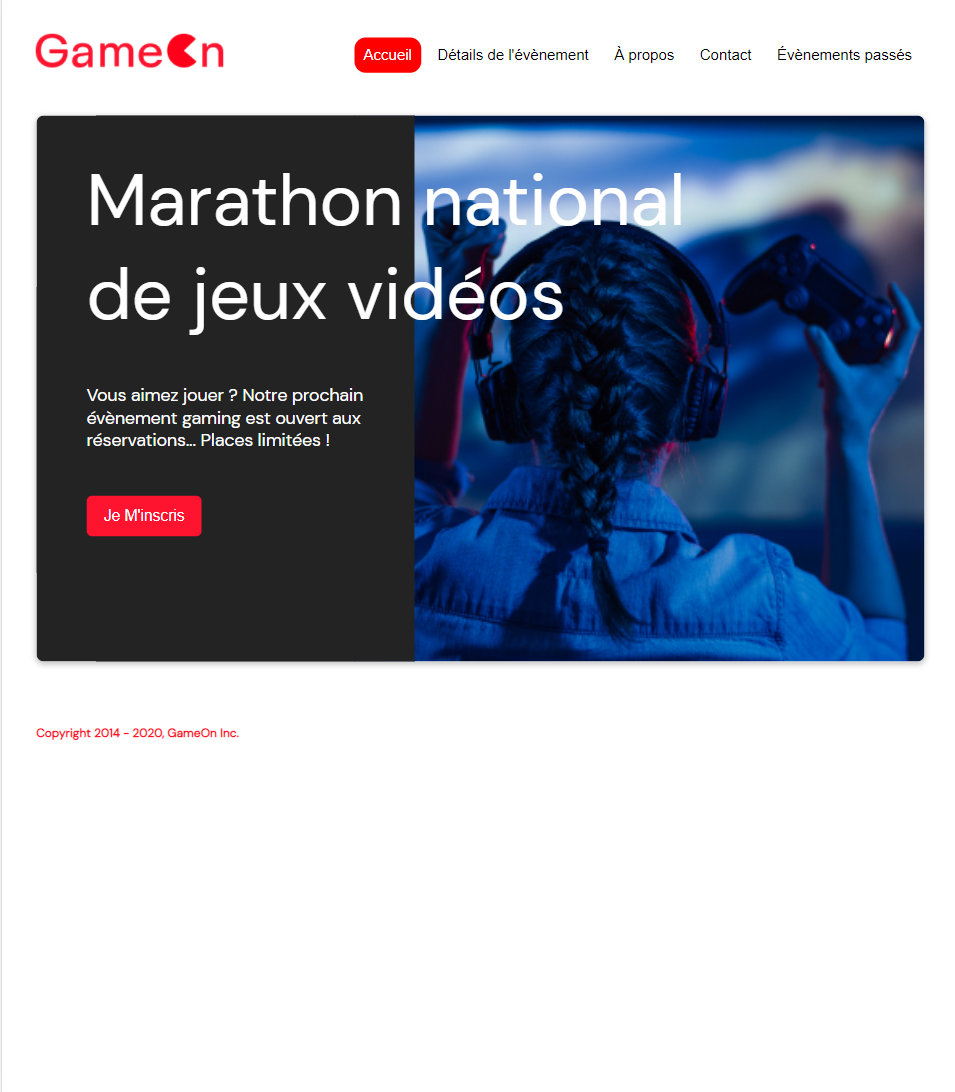 GameOn
Accueil Détails de l'évènement À propos Contact Évènements passés
Marathon national
de jeux vidéos
Vous aimez jouer ? Notre prochain
évènement gaming est ouvert aux
réservations... Places limitées !
Je M'inscris
Copyright 2014 - 2020, GameOn Inc.